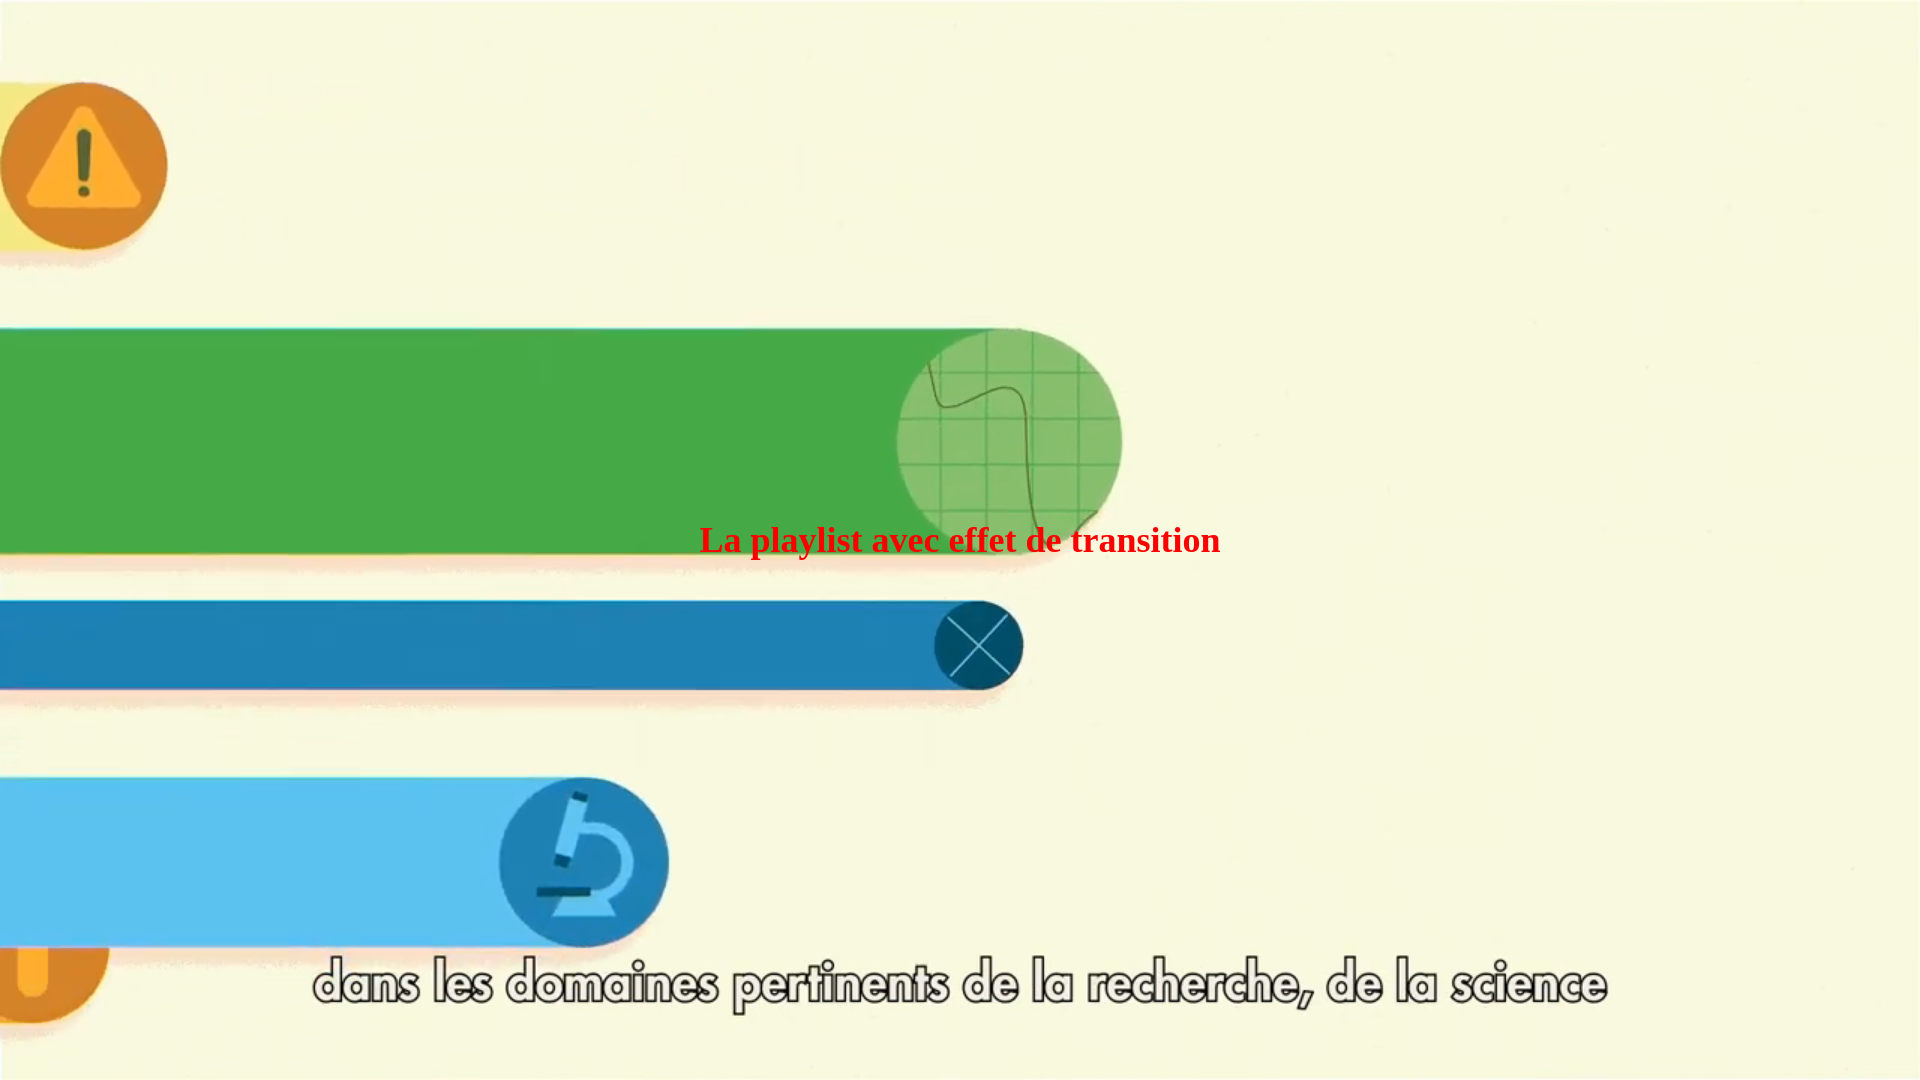 La playlist avec effet de transition
dans les domaines pertinents de la recherche, de la science